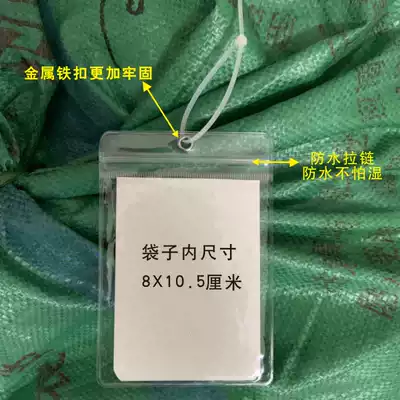 金属铁扣更加牢固
防水拉链
防水不怕湿
袋子内尺寸
8X10.5厘米